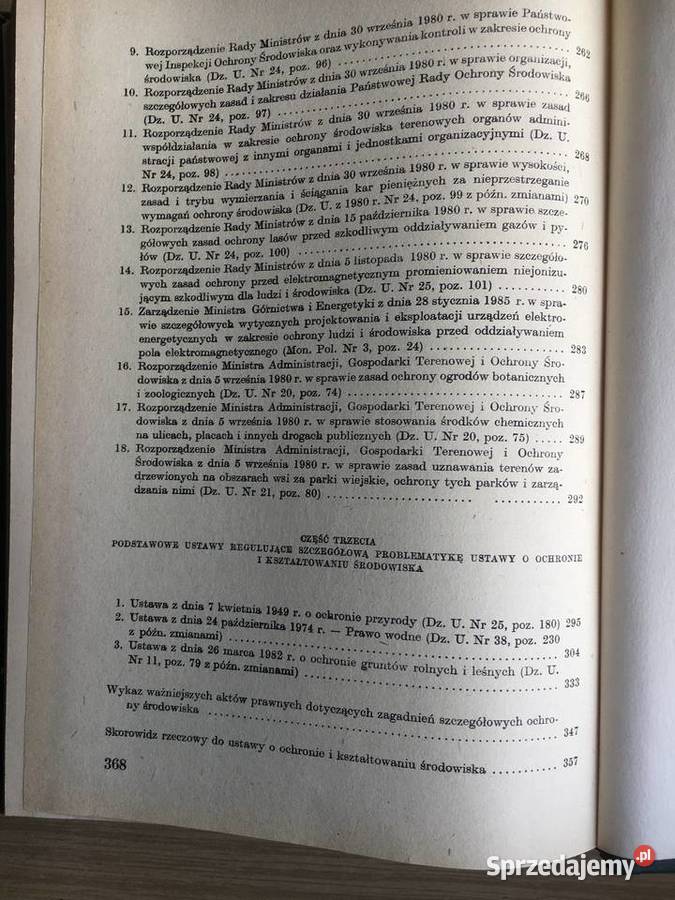 9. Rozporządzenie Rady Ministrów z dnia 30 września 1980 r. w sprawie Państwo-
wej Inspekcji Ochrony Środowiska oraz wykonywania kontroli w zakresie ochrony
środowiska (Dz. U. Nr 24, poz. 96) . . . . . . . . . . . . . . . . . . . . 262
10. Rozporządzenie Rady Ministrów z dnia 30 września 1980 r. w sprawie organizacji,
szczegółowych zasad i zakresu działania Państwowej Rady Ochrony Środowiska
(Dz. U. Nr 24, poz. 97) . . . . . . . . . . . . . . . . . . . . 266
11. Rozporządzenie Rady Ministrów z dnia 30 września 1980 r. w sprawie zasad
współdziałania w zakresie ochrony środowiska terenowych organów admini-
stracji państwowej z innymi organami i jednostkami organizacyjnymi (Dz. U.
Nr 24, poz. 98) . . . . . . . . . . . . . . . . . . . . 268
12. Rozporządzenie Rady Ministrów z dnia 30 września 1980 r. w sprawie wysokości,
zasad i trybu wymierzania i ściągania kar pieniężnych za nieprzestrzeganie
wymagań ochrony środowiska (Dz. U. z 1980 r. Nr 24, poz. 99 z późn. zmianami) 270
13. Rozporządzenie Rady Ministrów z dnia 15 października 1980 r. w sprawie szcze-
gółowych zasad ochrony lasów przed szkodliwym oddziaływaniem gazów i py-
łów (Dz. U. Nr 24, poz. 100) . . . . . . . . . . . . . . . . . . . . 276
14. Rozporządzenie Rady Ministrów z dnia 5 listopada 1980 r. w sprawie szczegóło-
wych zasad ochrony przed elektromagnetycznym promieniowaniem niejonizu-
jącym szkodliwym dla ludzi i środowiska (Dz. U. Nr 25, poz. 101) . . . . . . . . . . 280
15. Zarządzenie Ministra Górnictwa i Energetyki z dnia 28 stycznia 1985 r. w spra-
wie szczegółowych wytycznych projektowania i eksploatacji urządzeń elektro-
energetycznych w zakresie ochrony ludzi i środowiska przed oddziaływaniem
pola elektromagnetycznego (Mon. Pol. Nr 3, poz. 24) . . . . . . . . . . . . . . . 283
16. Rozporządzenie Ministra Administracji, Gospodarki Terenowej i Ochrony Śro-
dowiska z dnia 5 września 1980 r. w sprawie zasad ochrony ogrodów botanicznych
i zoologicznych (Dz. U. Nr 20, poz. 74) . . . . . . . . . . . . . . . . . . . . 287
17. Rozporządzenie Ministra Administracji, Gospodarki Terenowej i Ochrony Śro-
dowiska z dnia 5 września 1980 r. w sprawie stosowania środków chemicznych
na ulicach, placach i innych drogach publicznych (Dz. U. Nr 20, poz. 75) . . . . . 289
18. Rozporządzenie Ministra Administracji, Gospodarki Terenowej i Ochrony
Środowiska z dnia 5 września 1980 r. w sprawie zasad uznawania terenów za-
drzewionych na obszarach wsi za parki wiejskie, ochrony tych parków i zarzą-
dzania nimi (Dz. U. Nr 21, poz. 80) . . . . . . . . . . . . . . . . . . . . 292
CZĘŚĆ TRZECIA
PODSTAWOWE USTAWY REGULUJĄCE SZCZEGÓŁOWĄ PROBLEMATYKĘ USTAWY O OCHRONIE
I KSZTAŁTOWANIU ŚRODOWISKA
1. Ustawa z dnia 7 kwietnia 1949 r. o ochronie przyrody (Dz. U. Nr 25, poz. 180) 295
2. Ustawa z dnia 24 października 1974 r. — Prawo wodne (Dz. U. Nr 38, poz. 230
z późn. zmianami) . . . . . . . . . . . . . . . . . . . . 304
3. Ustawa z dnia 26 marca 1982 r. o ochronie gruntów rolnych i leśnych (Dz. U.
Nr 11, poz. 79 z późn. zmianami) . . . . . . . . . . . . . . . . . . . . 333
Wykaz ważniejszych aktów prawnych dotyczących zagadnień szczegółowych ochro-
ny środowiska . . . . . . . . . . . . . . . . . . . . 347
Skorowidz rzeczowy do ustawy o ochronie i kształtowaniu środowiska . . . . . . . . . . 357
368
Sprzedajemy.pl